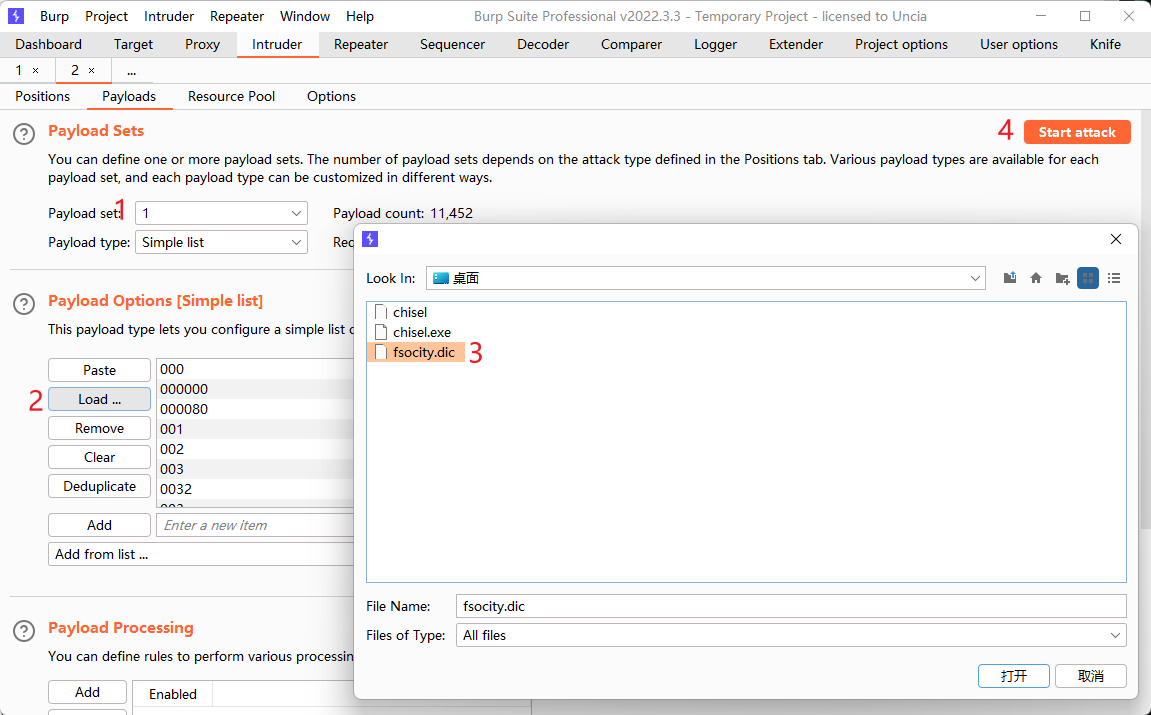 Burp Project Intruder Repeater Window Help Burp Suite Professional v2022.3.3 - Temporary Project - licensed to Uncia
Dashboard Target Proxy Intruder Repeater Sequencer Decoder Comparer Logger Extender Project options User options Knife
1 × 2 × ...
Positions Payloads Resource Pool Options
? Payload Sets 4 Start attack
You can define one or more payload sets. The number of payload sets depends on the attack type defined in the Positions tab. Various payload types are available for each
payload set, and each payload type can be customized in different ways.
Payload set: 1 1 Payload count: 11,452
Payload type: Simple list Rec
? Payload Options [Simple list]
This payload type lets you configure a simple list
Paste
2 Load ...
Remove
Clear
Deduplicate
000
000000
000080
001
002
003
0032
Add Enter a new item
Add from list ...
? Payload Processing
You can define rules to perform various processin
Add Enabled
Look In: 桌面
chisel
chisel.exe
fsocity.dic 3
File Name: fsocity.dic
Files of Type: All files
打开 取消